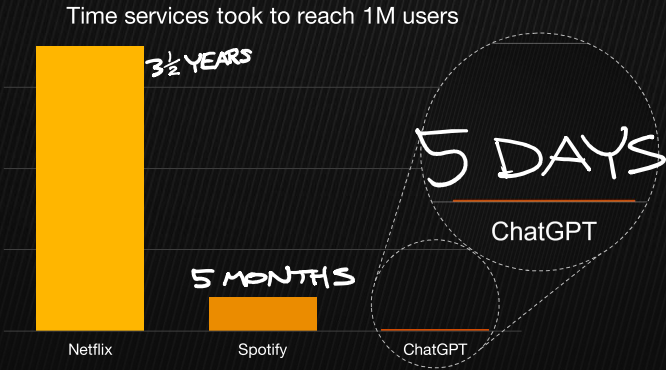 Time services took to reach 1M users
3½ YEARS
5 DAYS
ChatGPT
5 MONTHS
Netflix
Spotify
ChatGPT